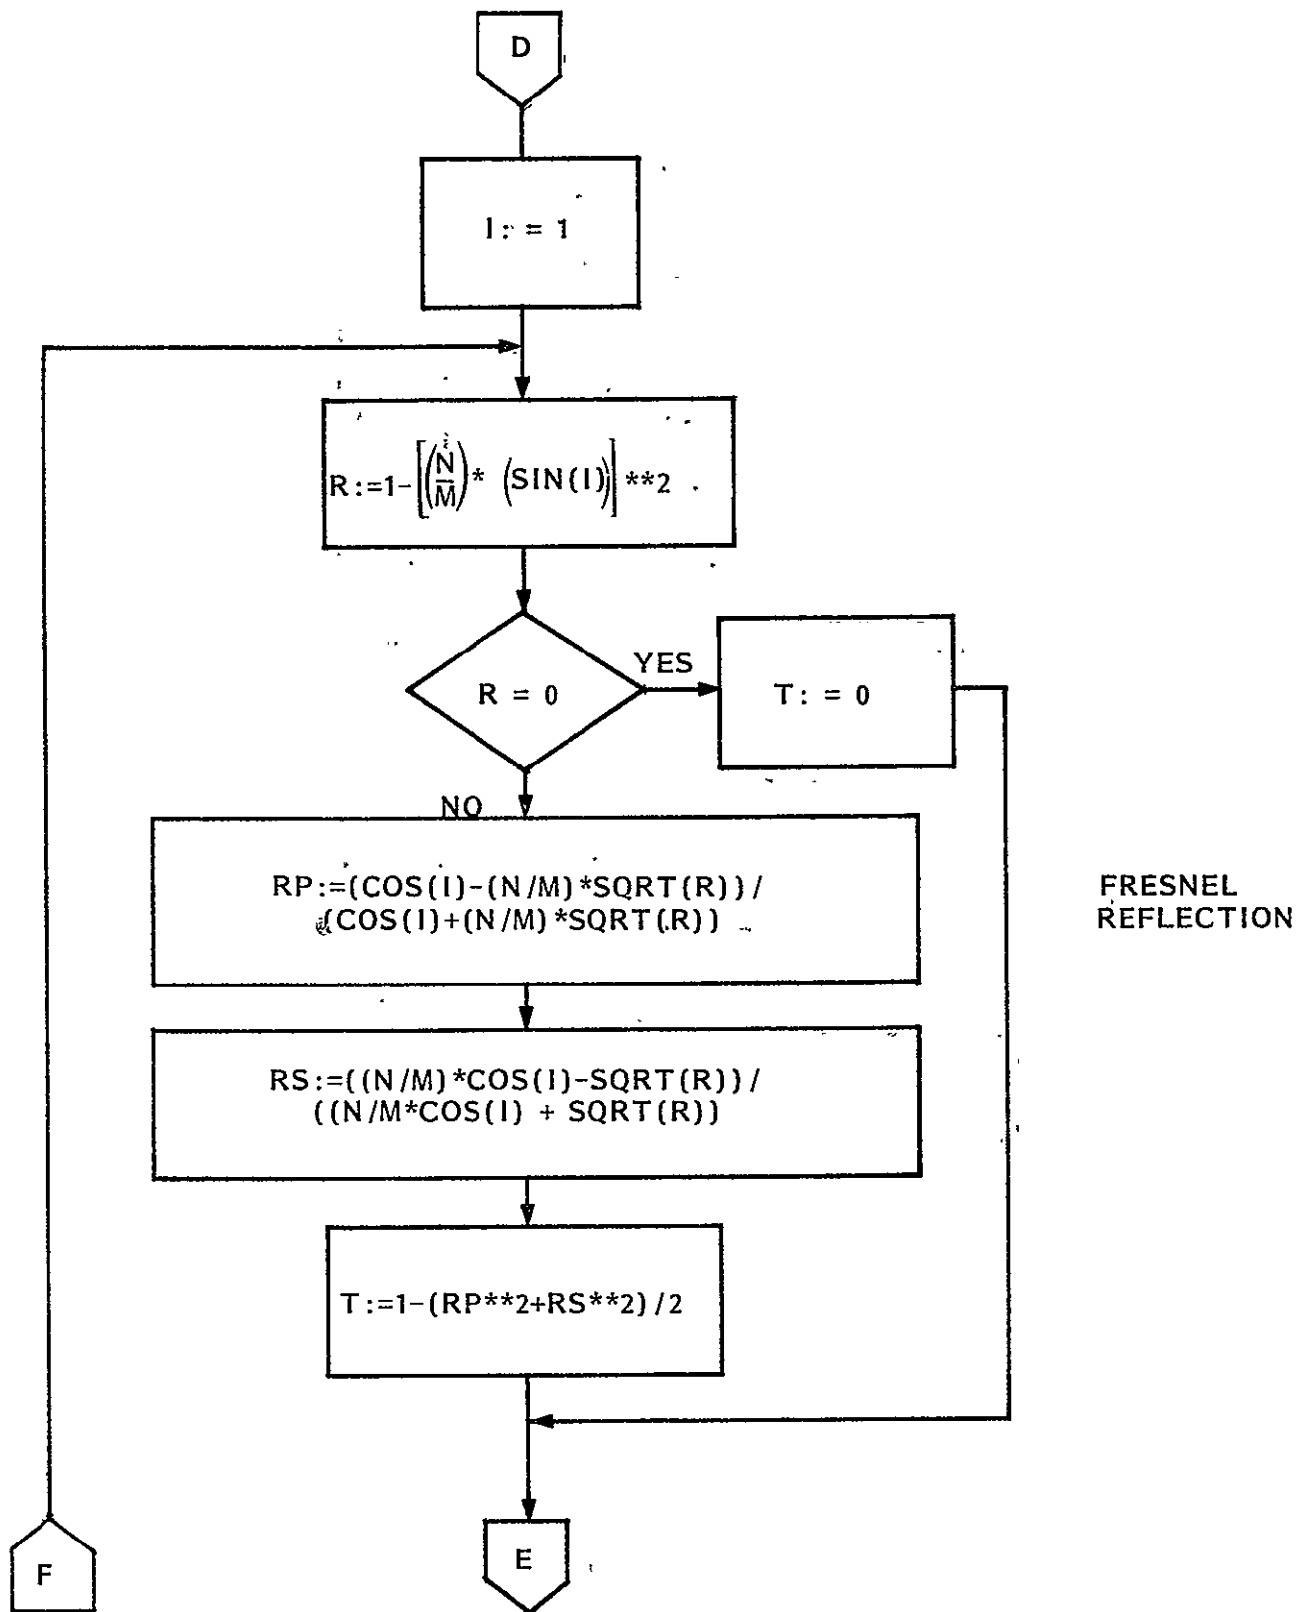 D
I: = 1
R:=1-[(N/M)* (SIN(I))]**2
R = 0
YES
T: = 0
NO
RP:=(COS(I)-(N/M)*SQRT(R))/
(COS(I)+(N/M)*SQRT(R))
FRESNEL
REFLECTION
RS:=((N/M)*COS(I)-SQRT(R))/
((N/M*COS(I) + SQRT(R))
T:=1-(RP**2+RS**2)/2
F
E